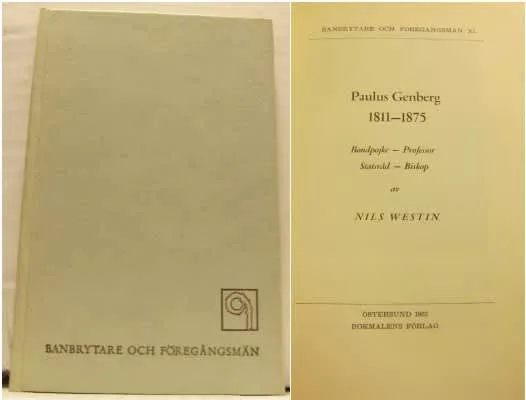 BANBRYTARE OCH FÖREGÅNGSMÄN
BANBRYTARE OCH FÖREGÅNGSMÄN XI.
Paulus Genberg
1811—1875
Bondpojke — Professor
Statsråd — Biskop
av
NILS WESTIN
ÖSTERSUND
BOKMALENS FÖRLAG